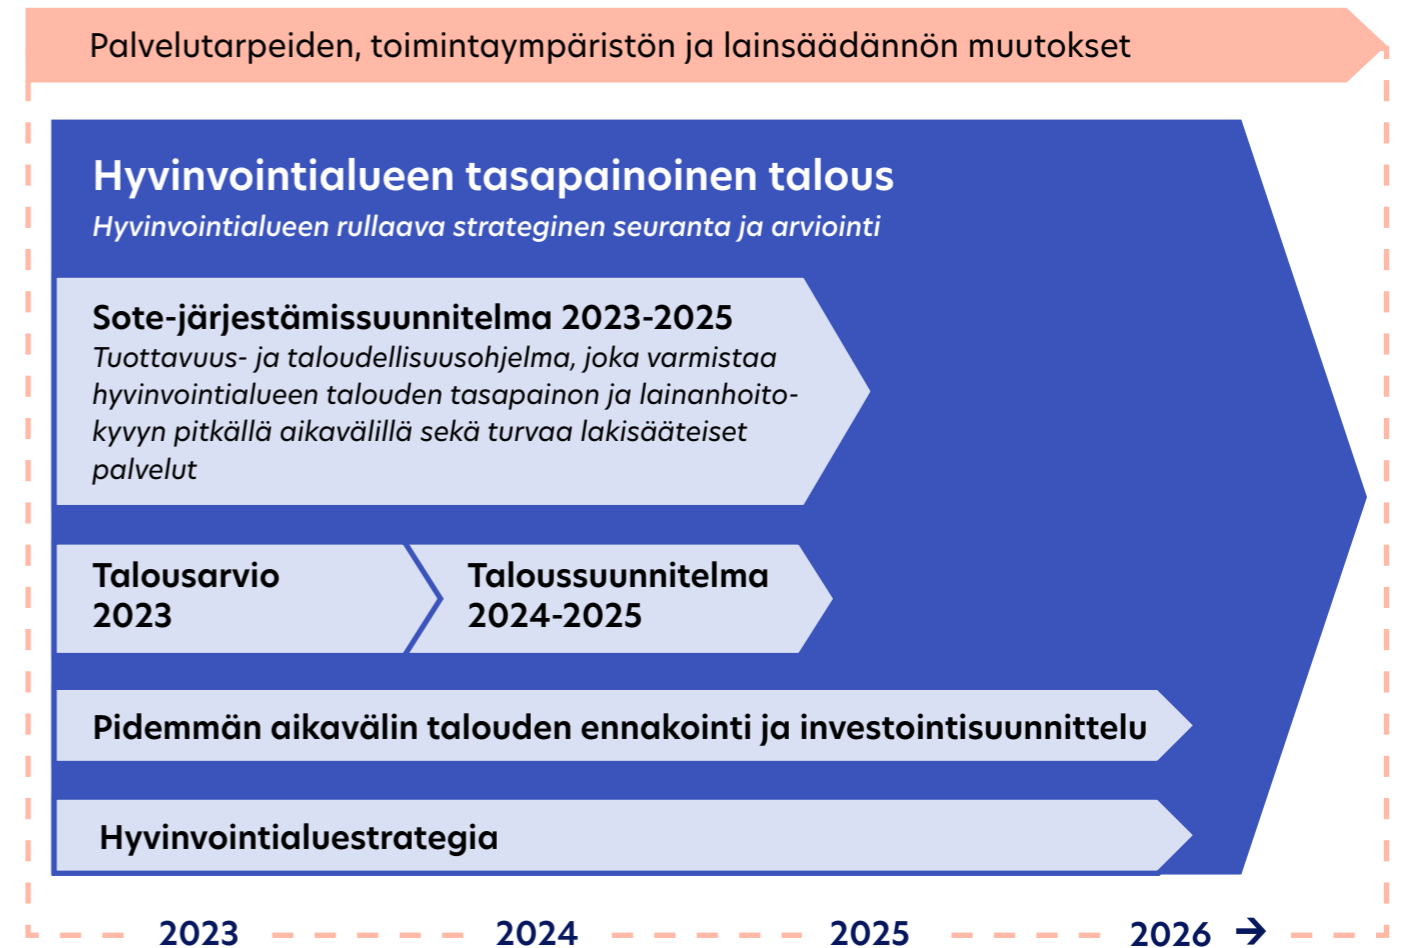 Palvelutarpeiden, toimintaympäristön ja lainsäädännön muutokset
Hyvinvointialueen tasapainoinen talous
Hyvinvointialueen rullaava strateginen seuranta ja arviointi
Sote-järjestämissuunnitelma 2023-2025
Tuottavuus- ja taloudellisuusohjelma, joka varmistaa
hyvinvointialueen talouden tasapainon ja lainanhoito-
kyvyn pitkällä aikavälillä sekä turvaa lakisääteiset
palvelut
Talousarvio
2023
Taloussuunnitelma
2024-2025
Pidemmän aikavälin talouden ennakointi ja investointisuunnittelu
Hyvinvointialuestrategia
2023 2024 2025 2026 →